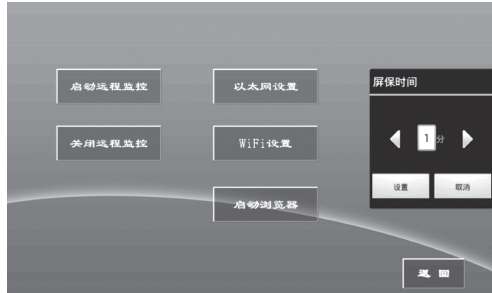 启动远程监控
以太网设置
屏保时间
关闭远程监控
WiFi设置
1分
设置
取消
启动浏览器
返 回